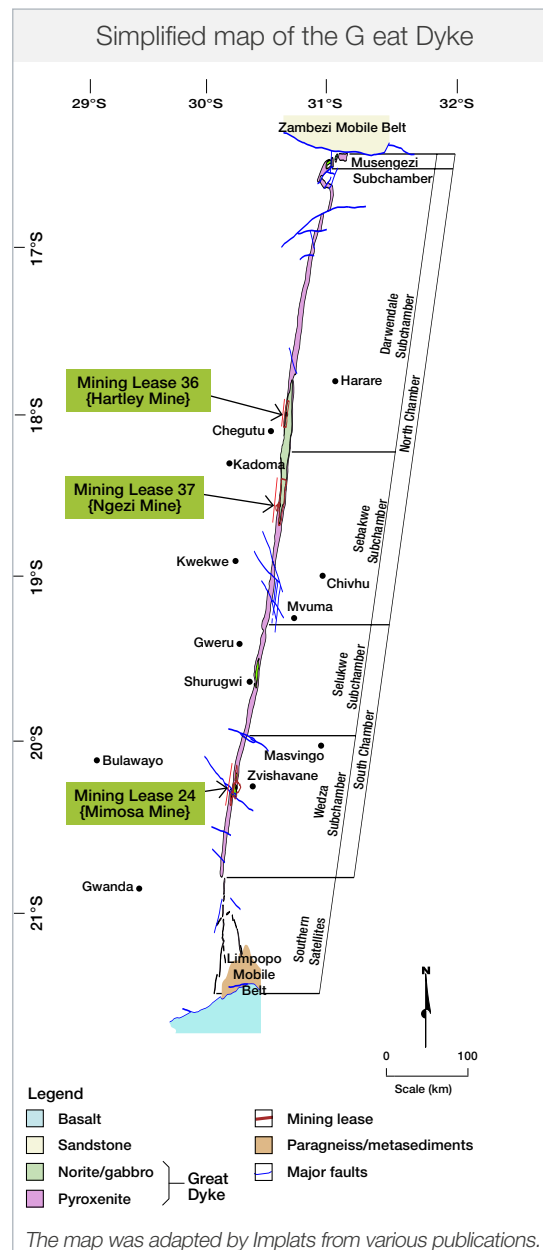 Simplified map of the G eat Dyke
29°S 30°S 31°S 32°S
Zambezi Mobile Belt
Musengezi
Subchamber
17°S
Darwendale
Subchamber
North Chamber
Mining Lease 36
{Hartley Mine}
Harare
18°S
Chegutu
Kadoma
Mining Lease 37
{Ngezi Mine}
Sebakwe
Subchamber
Kwekwe
19°S
Chivhu
Mvuma
Gweru
Selukwe
Subchamber
Shurugwi
South Chamber
20°S
Masvingo
Bulawayo
Zvishavane
Mining Lease 24
{Mimosa Mine}
Wedza
Subchamber
Gwanda
21°S
Southern
Satellites
Limpopo
Mobile
Belt
N
0 100
Scale (km)
Legend
Basalt
Sandstone
Norite/gabbro
Pyroxenite
Great
Dyke
Mining lease
Paragneiss/metasediments
Major faults
The map was adapted by Implats from various publications.